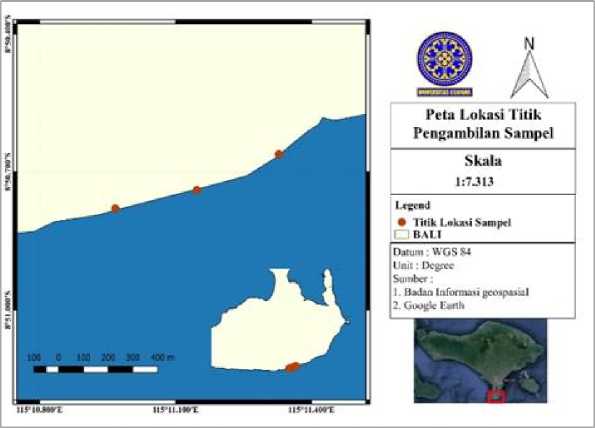 8°50.400'S
8°50.700'S
8°51.000'S
100 0 100 200 300 400 m
115°10.800'E
115°11.100'E
115°11.400'E
UNIVERSITAS UDAYANA
N
Peta Lokasi Titik
Pengambilan Sampel
Skala
1:7.313
Legend
Titik Lokasi Sampel
BALI
Datum : WGS 84
Unit : Degree
Sumber :
1. Badan Informasi geospasial
2. Google Earth